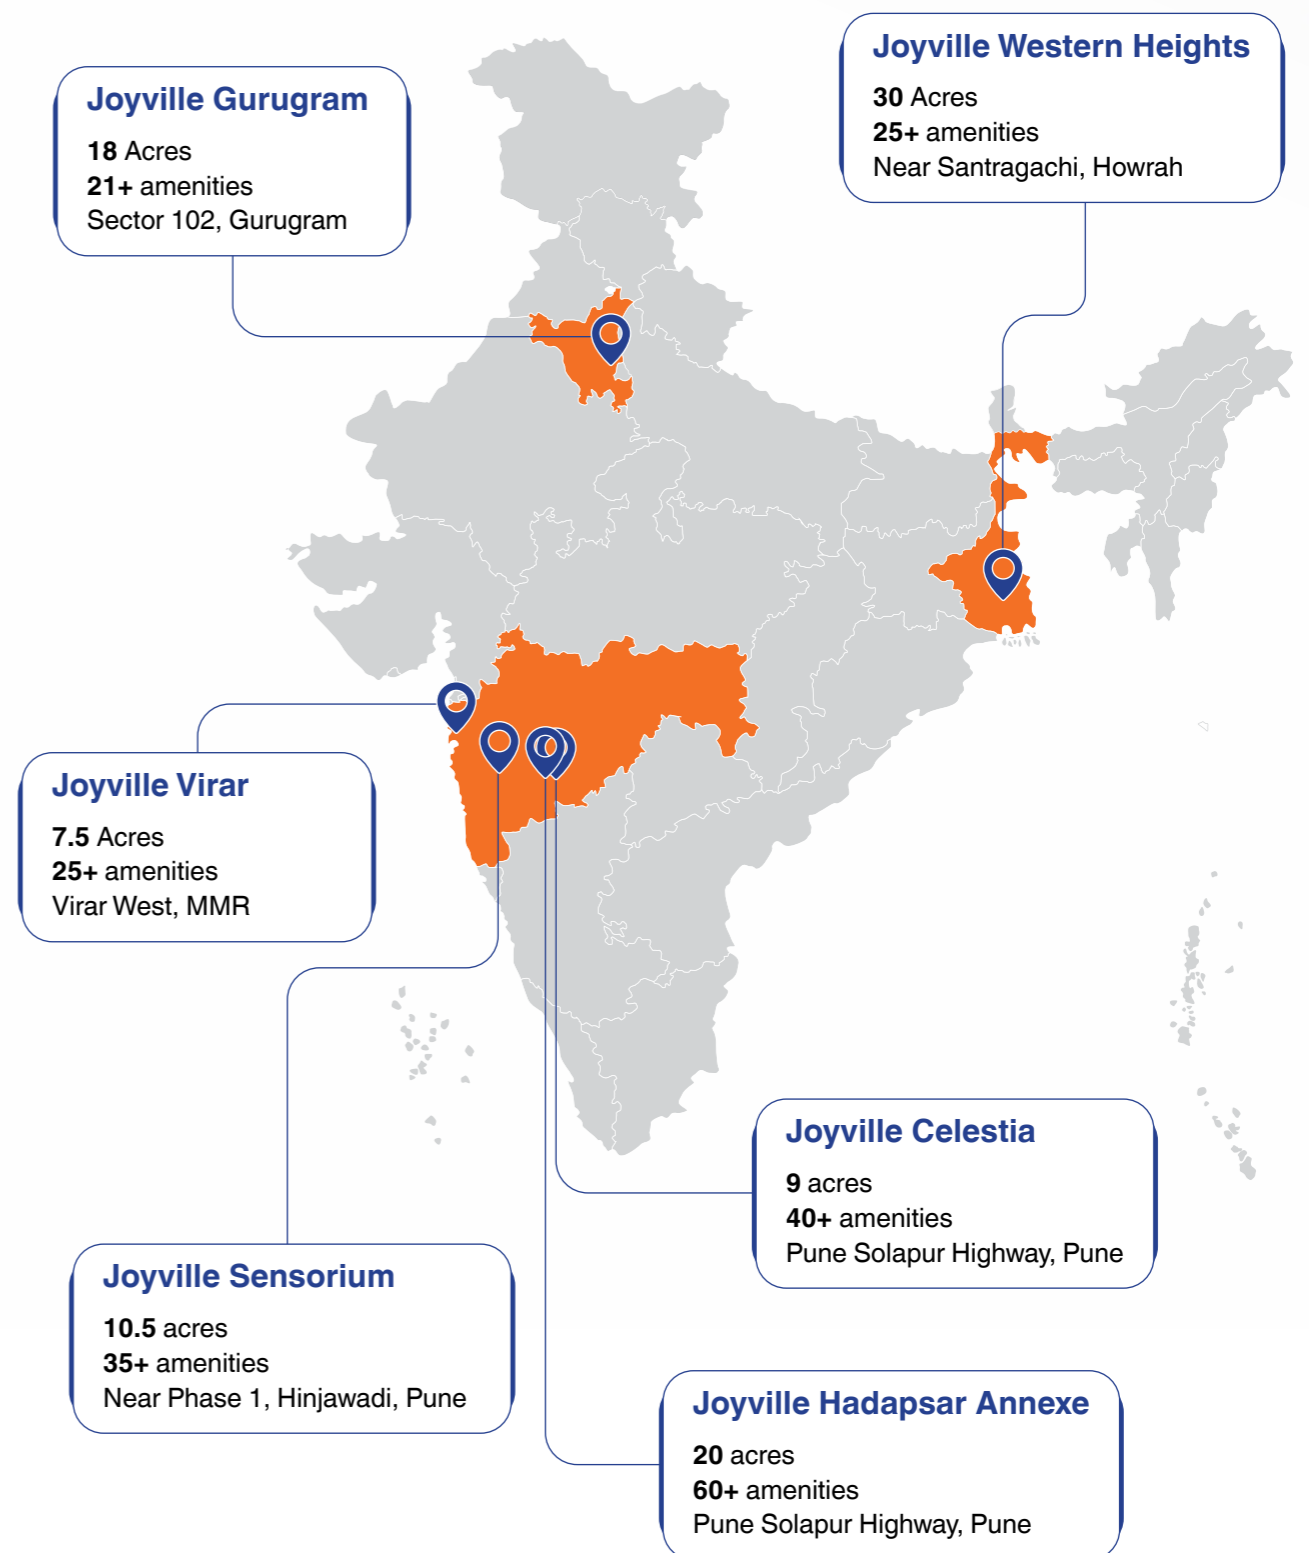 Joyville Western Heights
30 Acres
25+ amenities
Near Santragachi, Howrah
Joyville Gurugram
18 Acres
21+ amenities
Sector 102, Gurugram
Joyville Virar
7.5 Acres
25+ amenities
Virar West, MMR
Joyville Celestia
9 acres
40+ amenities
Pune Solapur Highway, Pune
Joyville Sensorium
10.5 acres
35+ amenities
Near Phase 1, Hinjawadi, Pune
Joyville Hadapsar Annexe
20 acres
60+ amenities
Pune Solapur Highway, Pune